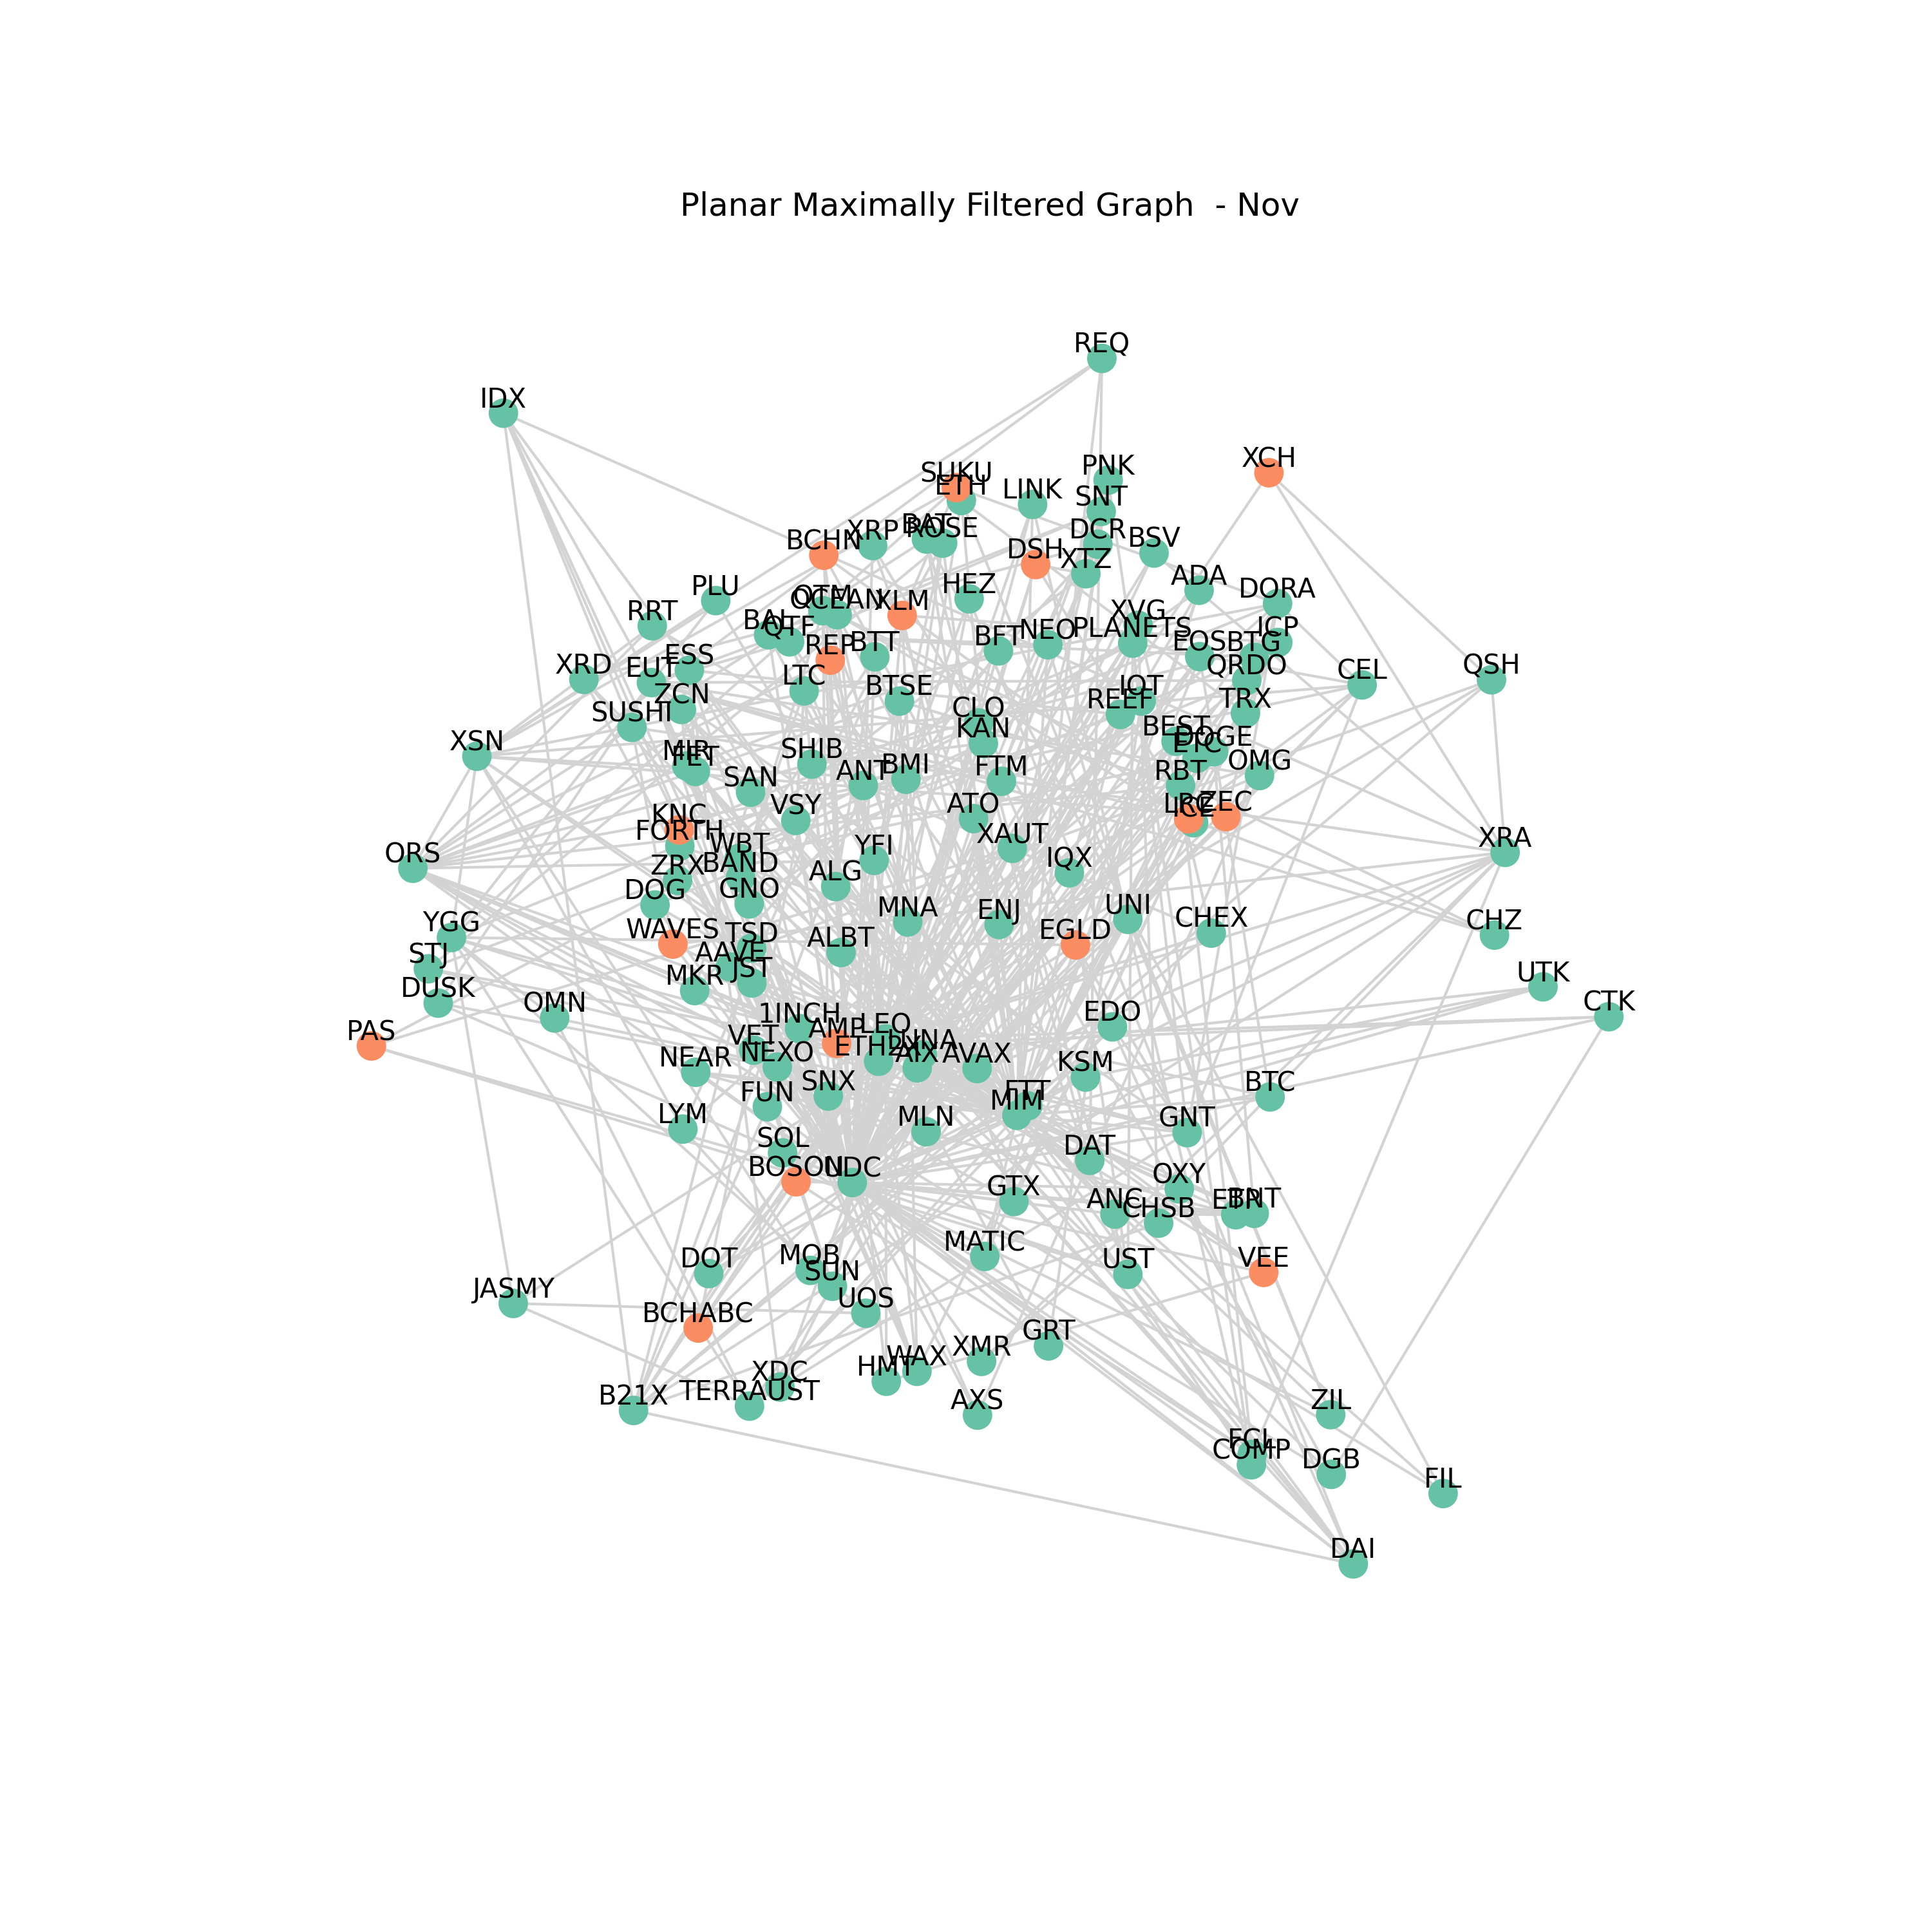 Planar Maximally Filtered Graph - Nov
REQ
IDX
XCH
PNK
SUKU
ETH
LINK
SNT
BAT
ROSE
XRP
DCR
BSV
BCHN
DSH
XTZ
ADA
DORA
PLU
HEZ
QTM
OCEAN
XLM
RRT
BAL
QTF
XVG
PLANETS
ICP
NEO
BFT
EOS
BTG
REP
BTT
XRD
EUT
ESS
LTC
QRDO
CEL
QSH
ZCN
BTSE
IOT
REEF
TRX
SUSHI
CLO
KAN
BEST
DOGE
ETC
XSN
MIR
FET
SHIB
BMI
ANT
FTM
RBT
OMG
SAN
VSY
ATO
LRC
ICE
ZEC
KNC
FORTH
XAUT
WBT
YFI
ORS
XRA
ZRX
BAND
ALG
IQX
DOG
GNO
MNA
ENJ
UNI
CHEX
CHZ
YGG
WAVES
TSD
ALBT
EGLD
STJ
AAVE
JST
UTK
DUSK
MKR
CTK
OMN
1INCH
EDO
PAS
AMP
LEO
VET
LUNA
NEAR
NEXO
ETH2X
AIX
AVAX
KSM
BTC
FUN
SNX
FTT
MIM
LYM
MLN
GNT
SOL
DAT
BOSON
UDC
OXY
GTX
ANC
CHSB
ETP
BNT
MATIC
UST
VEE
DOT
MOB
SUN
JASMY
UOS
BCHABC
GRT
XMR
WAX
HMT
XDC
TERRAUST
B21X
AXS
ZIL
FCL
COMP
DGB
FIL
DAI